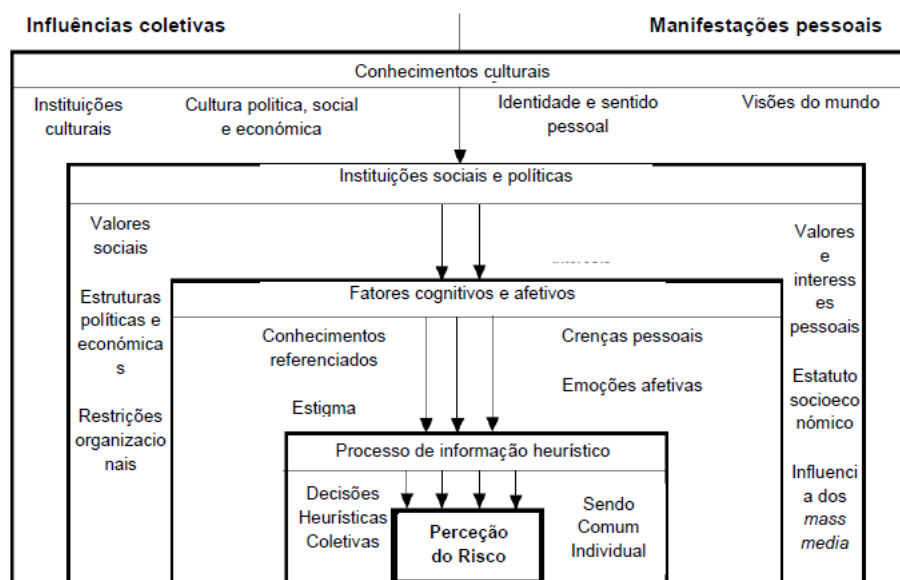 Influências coletivas
Manifestações pessoais
Conhecimentos culturais
Instituições
culturais
Cultura politica, social
e económica
Identidade e sentido
pessoal
Visões do mundo
Instituições sociais e políticas
Valores
sociais
Estruturas
políticas e
económica
s
Restrições
organizacio
nais
Valores
e
interess
es
pessoais
Estatuto
socioeco
nómico
Influenci
a dos
mass
media
Fatores cognitivos e afetivos
Conhecimentos
referenciados
Estigma
Crenças pessoais
Emoções afetivas
Processo de informação heurístico
Decisões
Heurísticas
Coletivas
Sendo
Comum
Individual
Perceção
do Risco